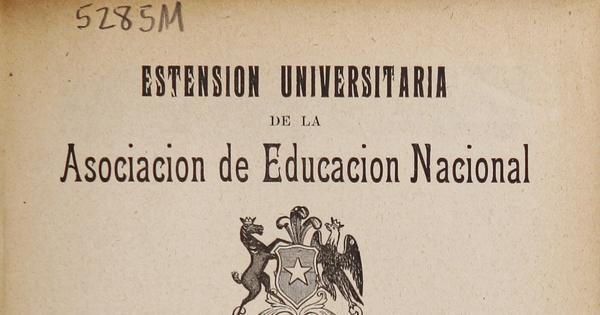 5285M
ESTENSION UNIVERSITARIA
DE LA
Asociacion de Educacion Nacional